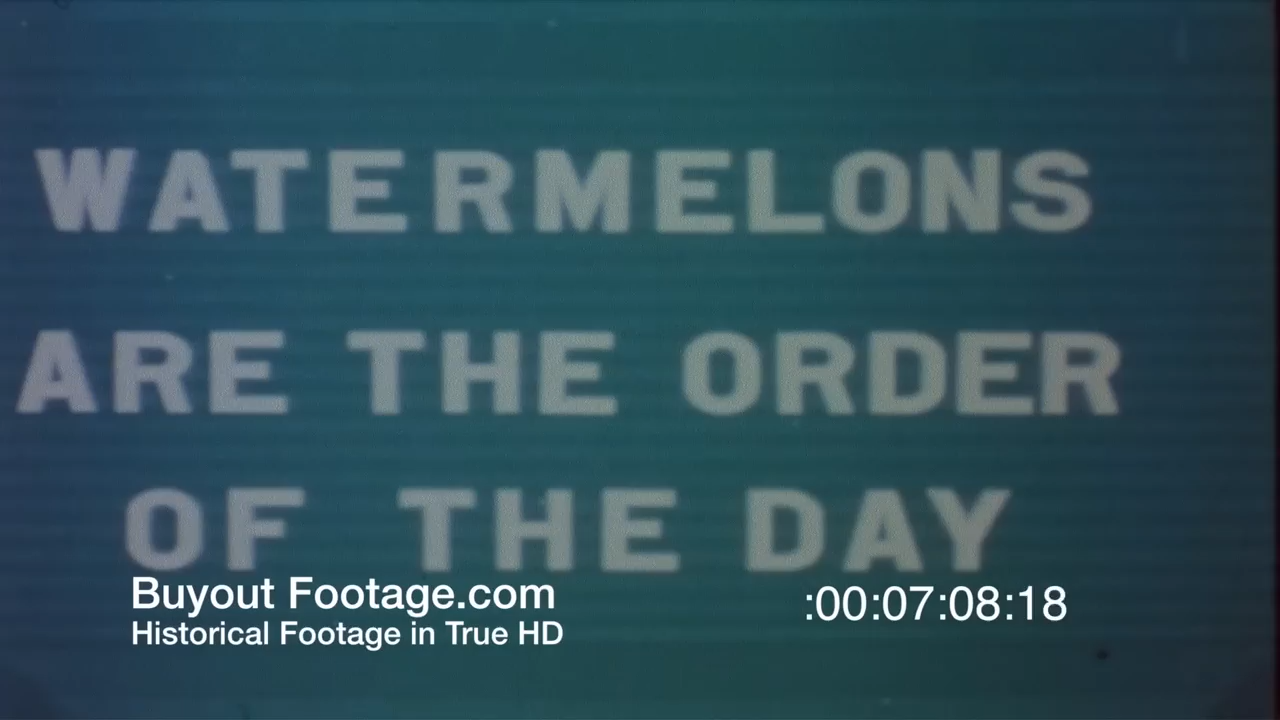 WATERMELONS
ARE THE ORDER
OF THE DAY
Buyout Footage.com
:00:07:08:18
Historical Footage in True HD